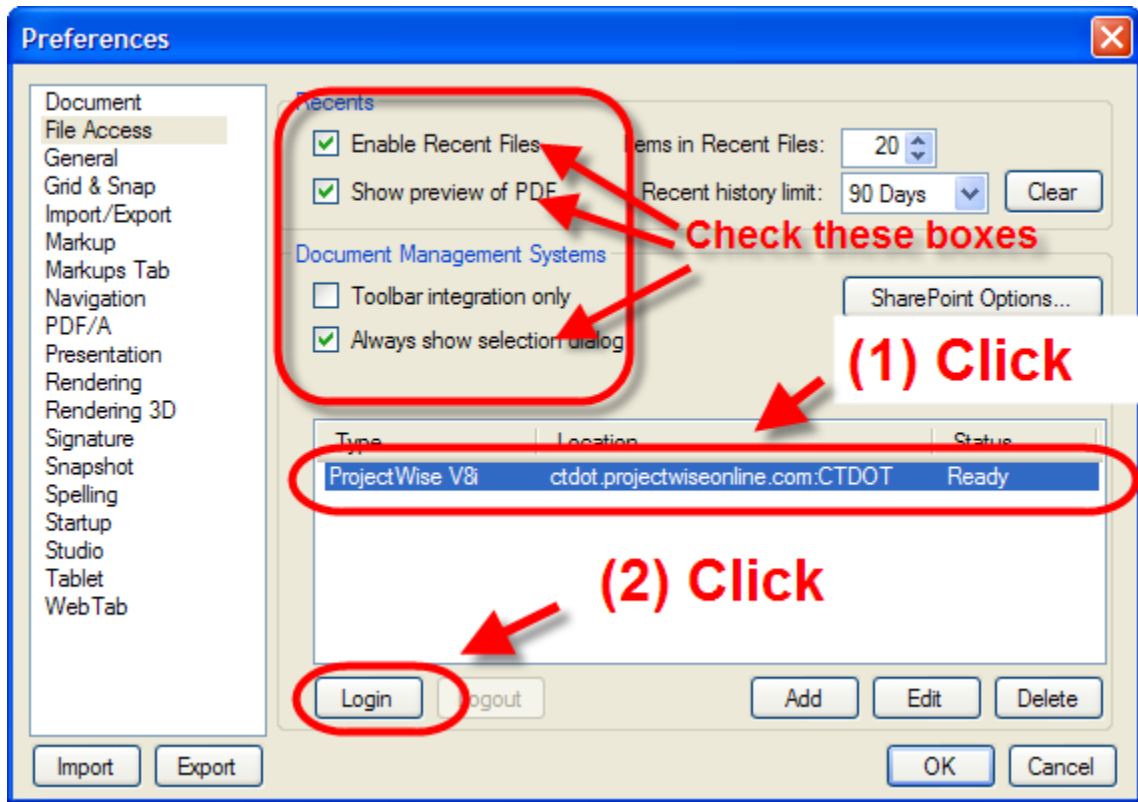 Preferences
Document
File Access
General
Grid & Snap
Import/Export
Markup
Markups Tab
Navigation
PDF/A
Presentation
Rendering
Rendering 3D
Signature
Snapshot
Spelling
Startup
Studio
Tablet
WebTab
Recents
Enable Recent Files
Items in Recent Files:
20
Show preview of PDF
Recent history limit:
90 Days
Clear
Check these boxes
Document Management Systems
Toolbar integration only
SharePoint Options...
Always show selection dialog
(1) Click
Type Location Status
ProjectWise V8i ctdot.projectwiseonline.com:CTDOT Ready
(2) Click
Login Logout Add Edit Delete
Import Export OK Cancel